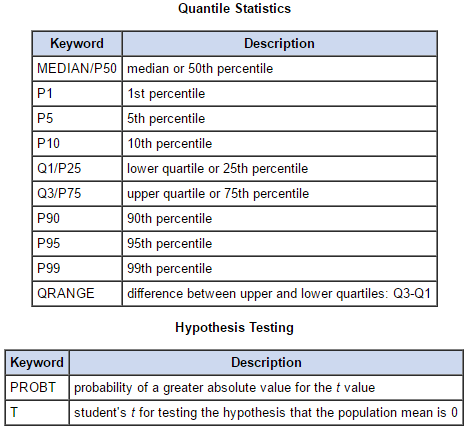 Quantile Statistics
Keyword Description
MEDIAN/P50 median or 50th percentile
P1 1st percentile
P5 5th percentile
P10 10th percentile
Q1/P25 lower quartile or 25th percentile
Q3/P75 upper quartile or 75th percentile
P90 90th percentile
P95 95th percentile
P99 99th percentile
QRANGE difference between upper and lower quartiles: Q3-Q1
Hypothesis Testing
Keyword Description
PROBT probability of a greater absolute value for the t value
T student's t for testing the hypothesis that the population mean is 0